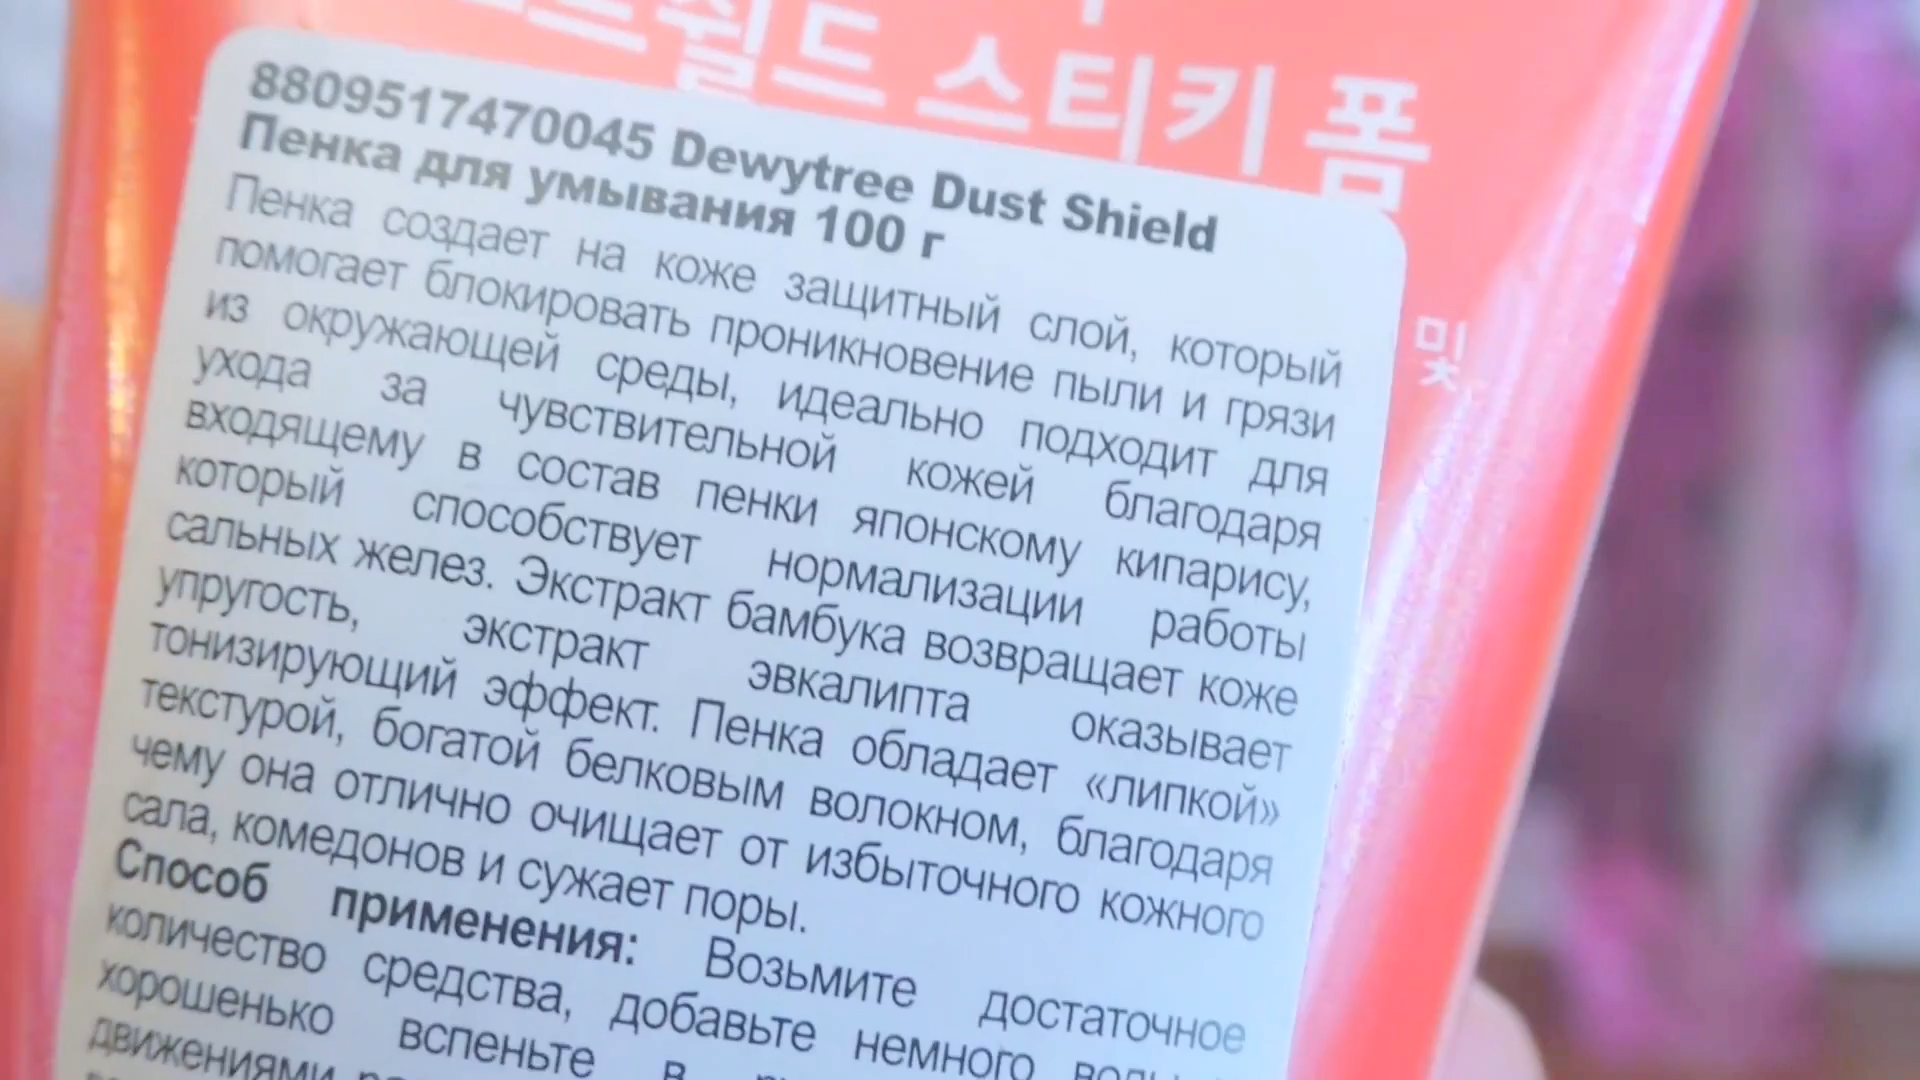 쉴드 스티키 폼
8809517470045 Dewytree Dust Shield
Пенка для умывания 100 г
Пенка создает на коже защитный слой, который
помогает блокировать проникновение пыли и грязи
из окружающей среды, идеально подходит для
ухода за чувствительной кожей благодаря
входящему в состав пенки японскому кипарису,
который способствует нормализации работы
сальных желез. Экстракт бамбука возвращает коже
упругость, экстракт эвкалипта оказывает
тонизирующий эффект. Пенка обладает «липкой»
текстурой, богатой белковым волокном, благодаря
чему она отлично очищает от избыточного кожного
сала, комедонов и сужает поры.
Способ применения: Возьмите достаточное
количество средства, добавьте немного
хорошенько вспеньте в
движениями
및